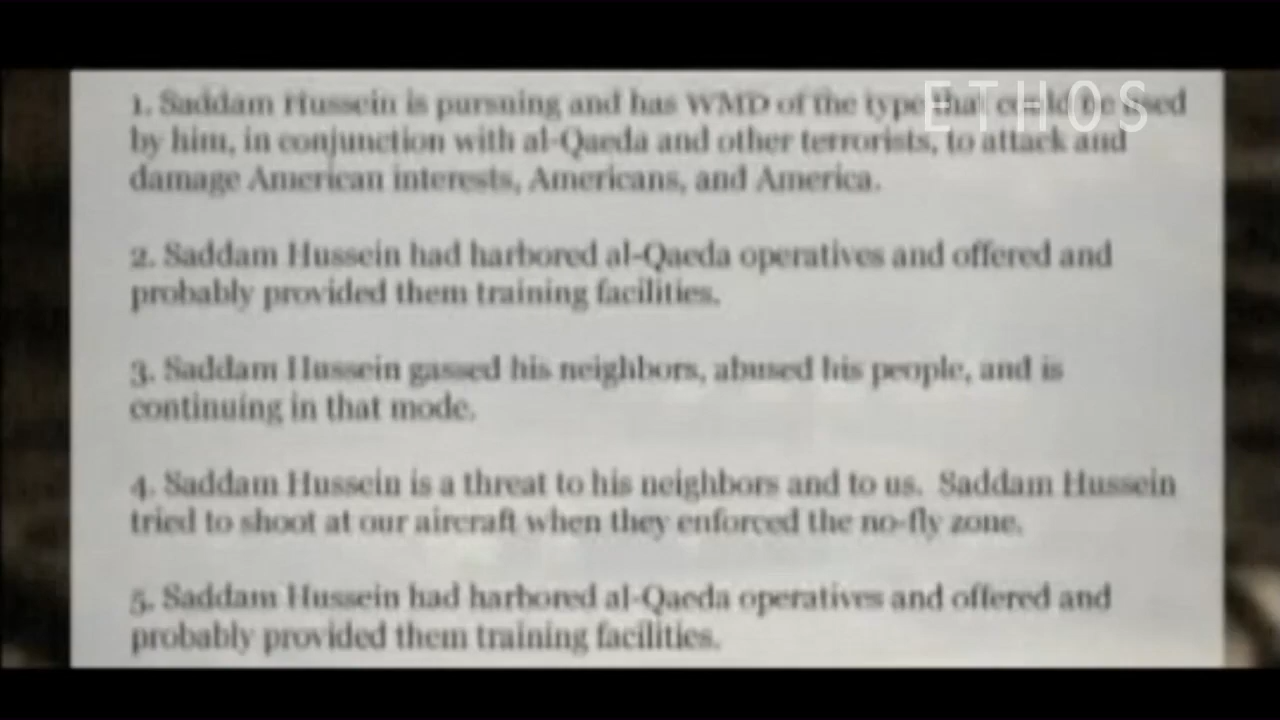 ETHOS
1. Saddam Hussein is pursuing and has WMD of the type that could be used
by him, in conjunction with al-Qaeda and other terrorists, to attack and
damage American interests, Americans, and America.
2. Saddam Hussein had harbored al-Qaeda operatives and offered and
probably provided them training facilities.
3. Saddam Hussein gassed his neighbors, abused his people, and is
continuing in that mode.
4. Saddam Hussein is a threat to his neighbors and to us. Saddam Hussein
tried to shoot at our aircraft when they enforced the no-fly zone.
5. Saddam Hussein had harbored al-Qaeda operatives and offered and
probably provided them training facilities.